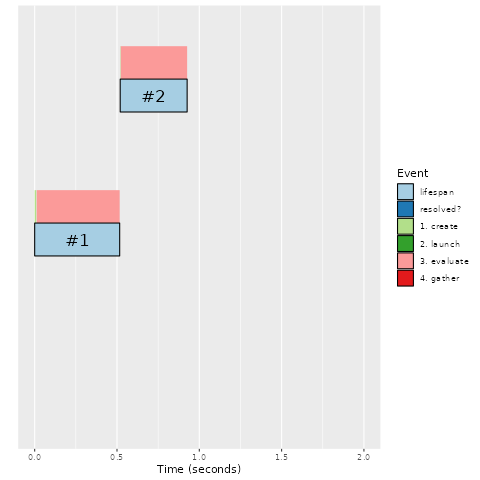 #2
#1
Event
lifespan
resolved?
1. create
2. launch
3. evaluate
4. gather
0.0 0.5 1.0 1.5 2.0
Time (seconds)